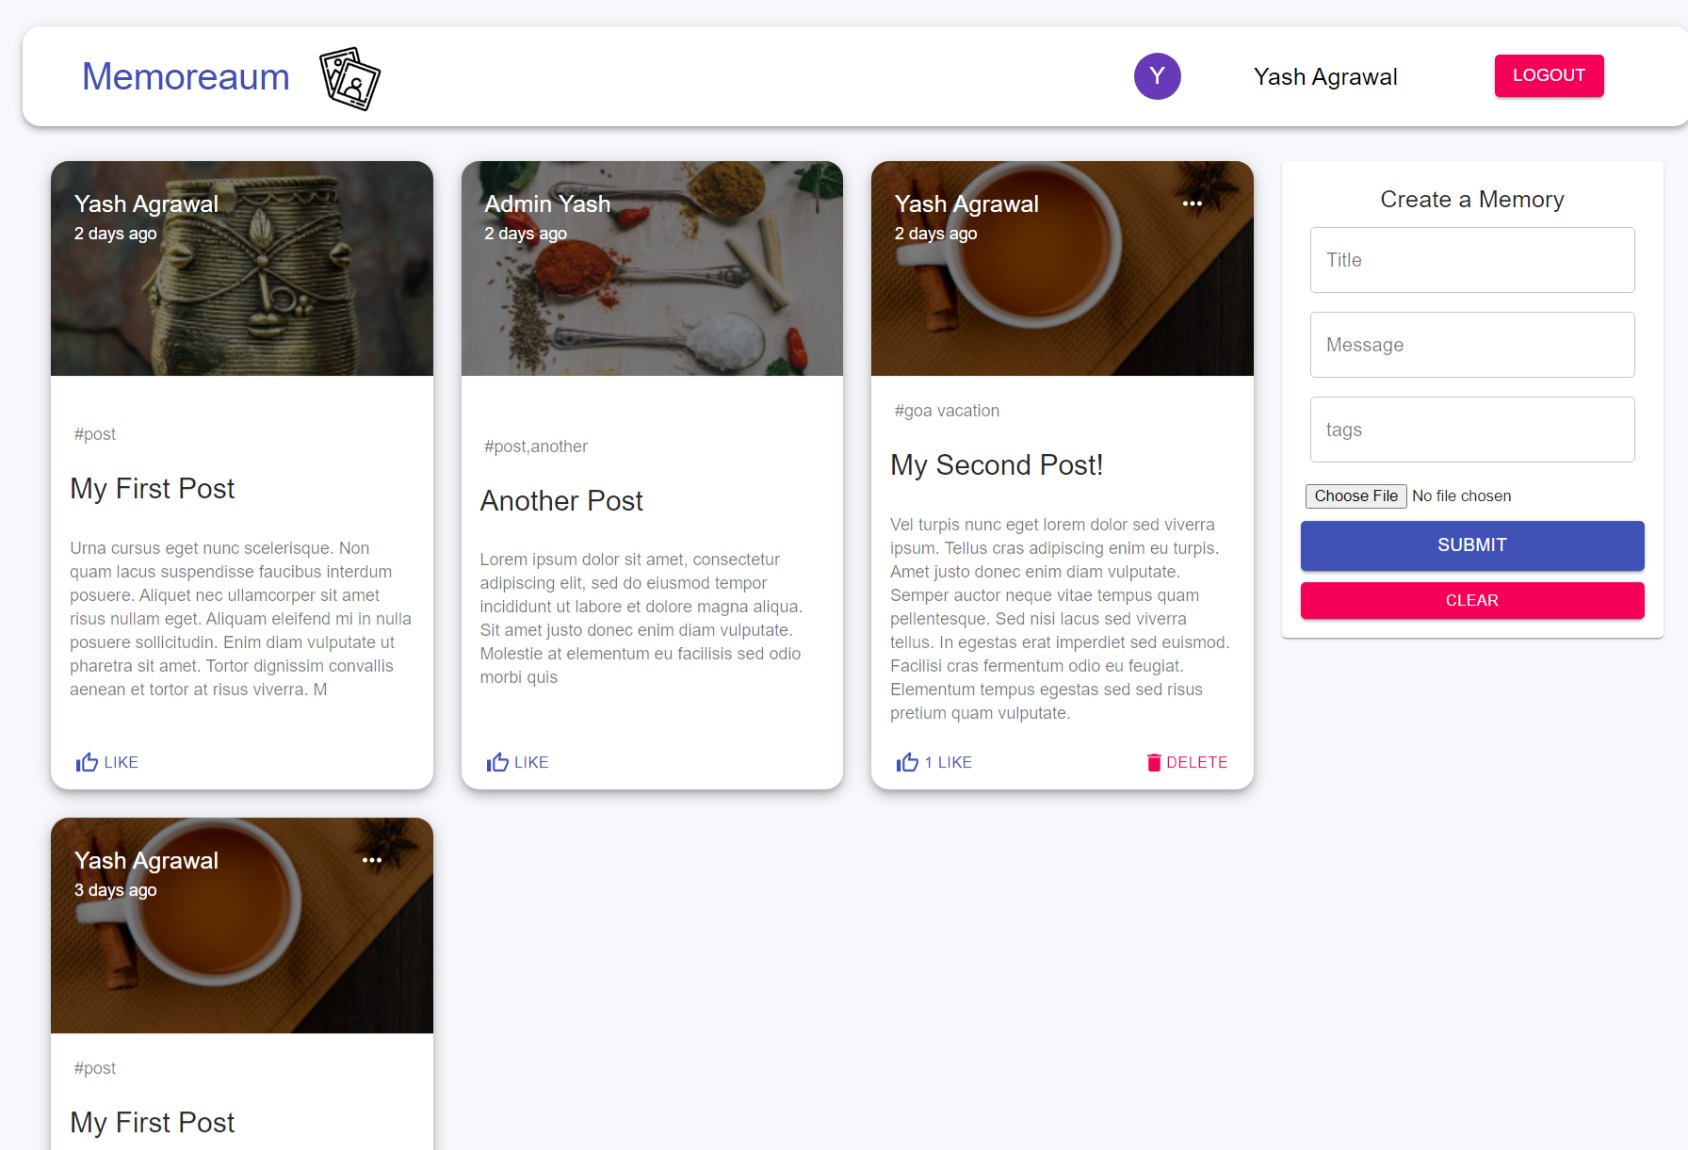 Memoreaum
Y
Yash Agrawal
LOGOUT
Yash Agrawal
2 days ago
#post
My First Post
Urna cursus eget nunc scelerisque. Non
quam lacus suspendisse faucibus interdum
posuere. Aliquet nec ullamcorper sit amet
risus nullam eget. Aliquam eleifend mi in nulla
posuere sollicitudin. Enim diam vulputate ut
pharetra sit amet. Tortor dignissim convallis
aenean et tortor at risus viverra. M
LIKE
Admin Yash
2 days ago
#post,another
Another Post
Lorem ipsum dolor sit amet, consectetur
adipiscing elit, sed do eiusmod tempor
incididunt ut labore et dolore magna aliqua.
Sit amet justo donec enim diam vulputate.
Molestie at elementum eu facilisis sed odio
morbi quis
LIKE
Yash Agrawal
2 days ago
#goa vacation
My Second Post!
Vel turpis nunc eget lorem dolor sed viverra
ipsum. Tellus cras adipiscing enim eu turpis.
Amet justo donec enim diam vulputate.
Semper auctor neque vitae tempus quam
pellentesque. Sed nisi lacus sed viverra
tellus. In egestas erat imperdiet sed euismod.
Facilisi cras fermentum odio eu feugiat.
Elementum tempus egestas sed sed risus
pretium quam vulputate.
1 LIKE
DELETE
Create a Memory
Title
Message
tags
Choose File No file chosen
SUBMIT
CLEAR
Yash Agrawal
3 days ago
#post
My First Post